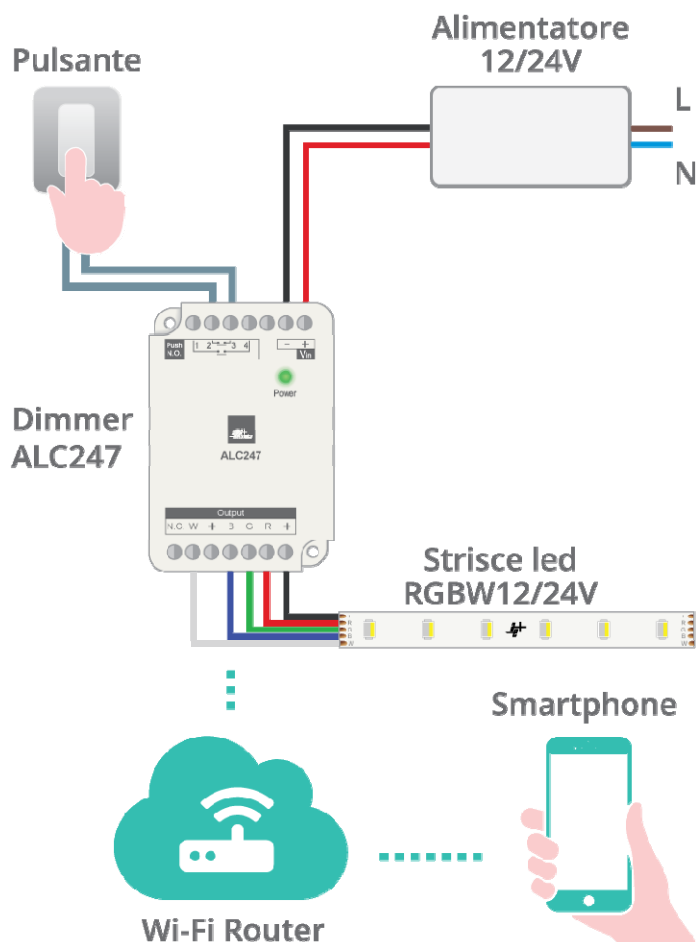 Alimentatore
12/24V
Pulsante
L
N
Push
N.O.
1 2 3 4
- +
Vin
Power
Dimmer
ALC247
ALC247
Output
N.C W + B G R +
Strisce led
RGBW12/24V
Smartphone
Wi-Fi Router